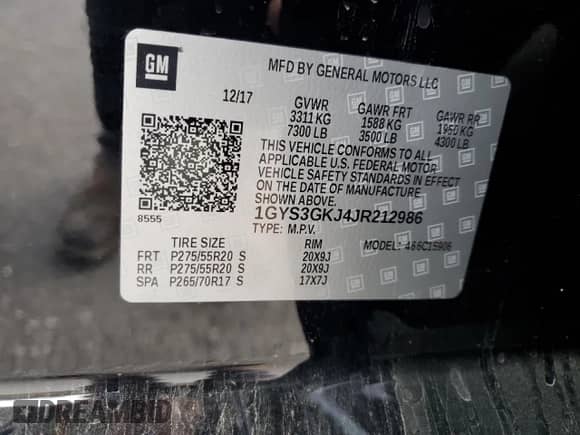 GM
MFD BY GENERAL MOTORS LLC
12/17 GVWR GAWR FRT GAWR RR
3311 KG 1588 KG 1950 KG
7300 LB 3500 LB 4300 LB
THIS VEHICLE CONFORMS TO ALL
APPLICABLE U.S. FEDERAL MOTOR
VEHICLE SAFETY STANDARDS IN EFFECT
ON THE DATE OF MANUFACTURE
8555 1GYS3GKJ4JR212986
TYPE: M.P.V. MODEL:
TIRE SIZE RIM
FRT P275/55R20 S 20X9J
RR P275/55R20 S 20X9J
SPA P265/70R17 S 17X7J
DREAMBID